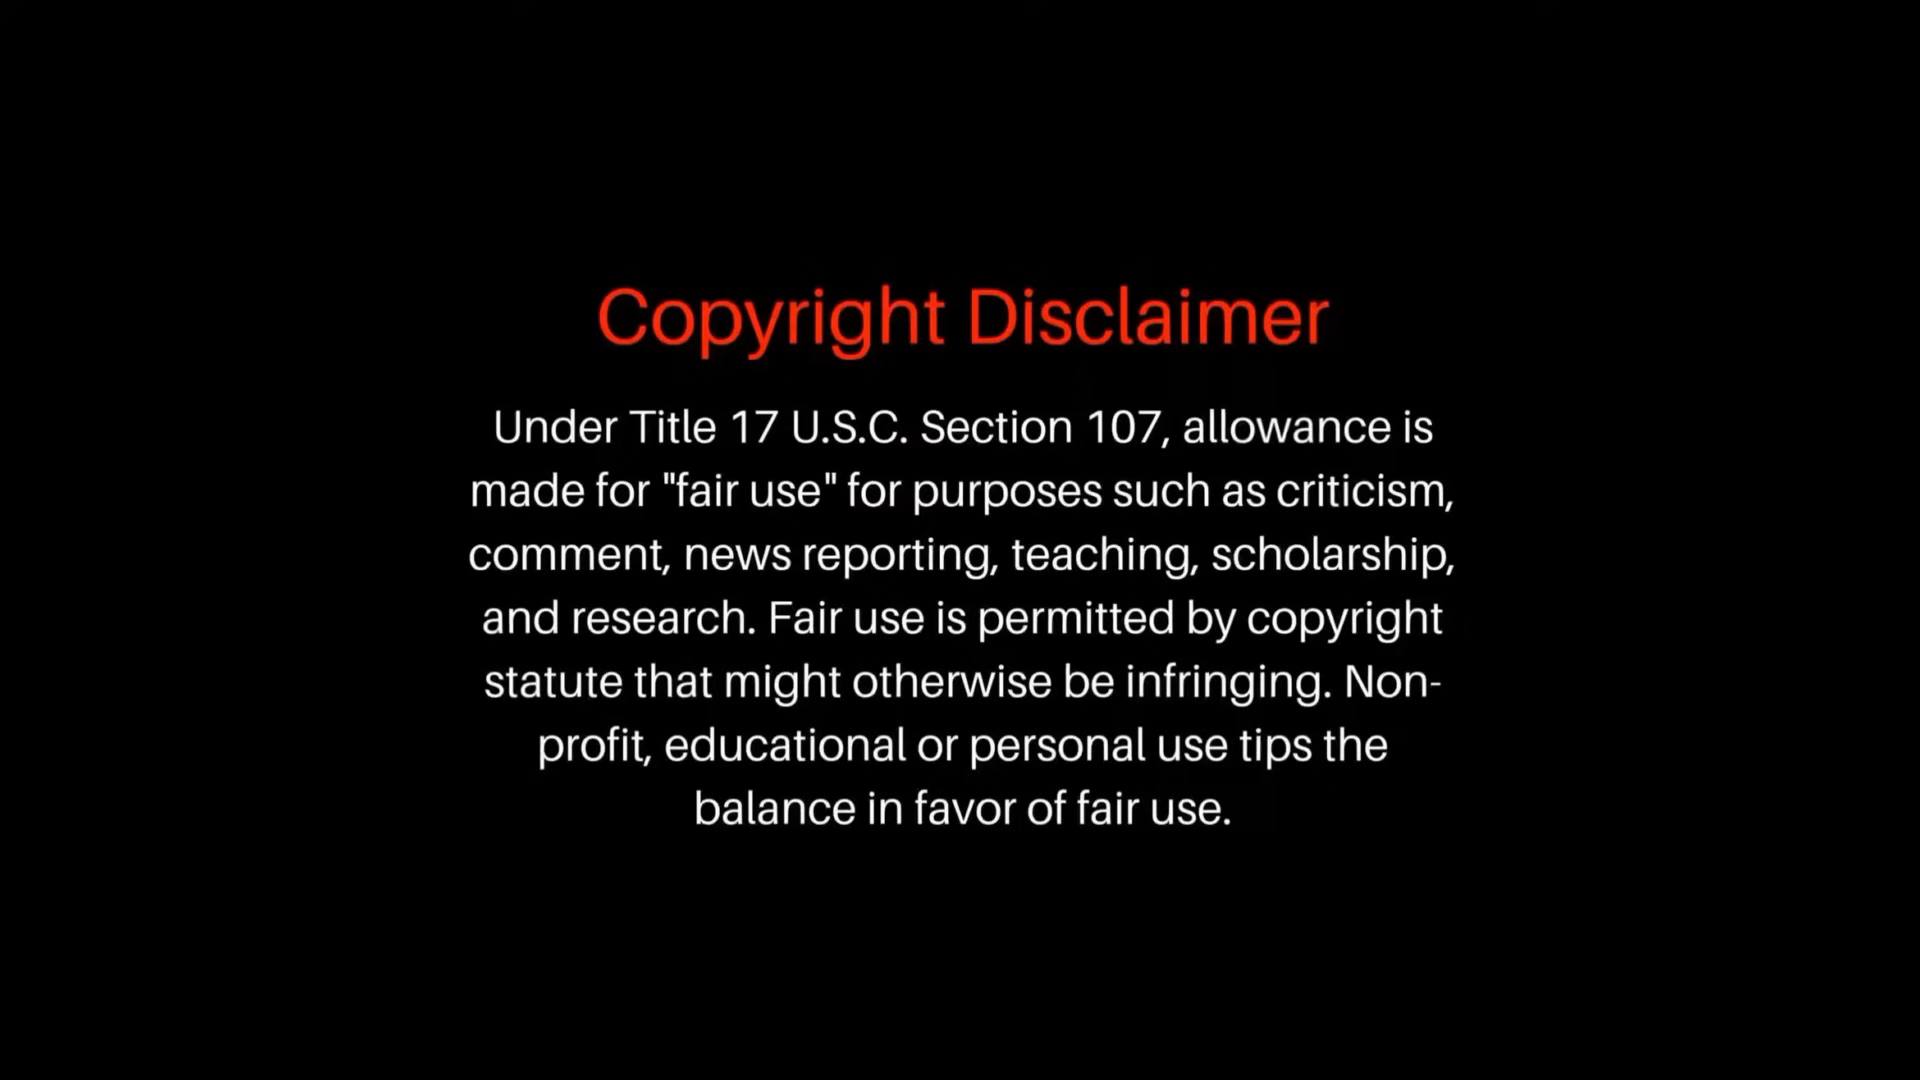 Copyright Disclaimer
Under Title 17 U.S.C. Section 107, allowance is
made for "fair use" for purposes such as criticism,
comment, news reporting, teaching, scholarship,
and research. Fair use is permitted by copyright
statute that might otherwise be infringing. Non-
profit, educational or personal use tips the
balance in favor of fair use.